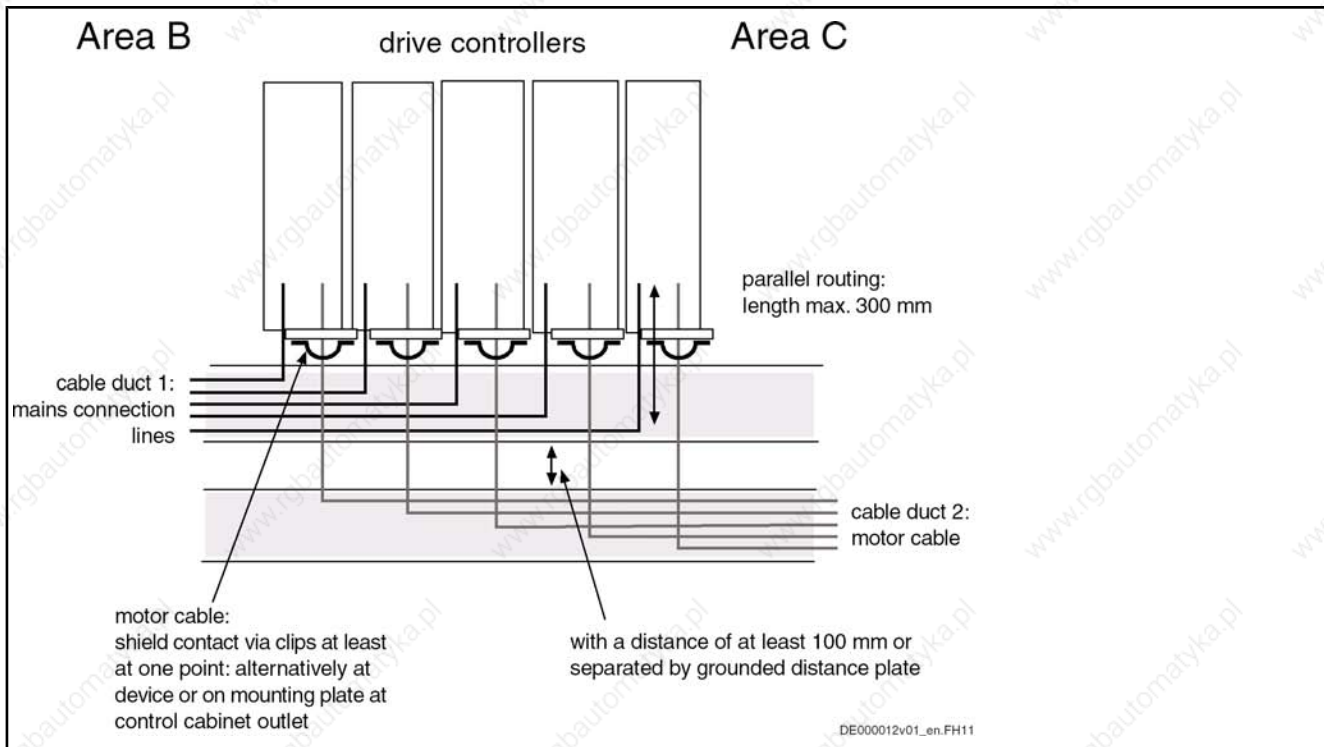 Area B
drive controllers
Area C
parallel routing:
length max. 300 mm
cable duct 1:
mains connection
lines
cable duct 2:
motor cable
motor cable:
shield contact via clips at least
at one point: alternatively at
device or on mounting plate at
control cabinet outlet
with a distance of at least 100 mm or
separated by grounded distance plate
DE000012v01_en.FH11
www.rgbautomatyka.pl